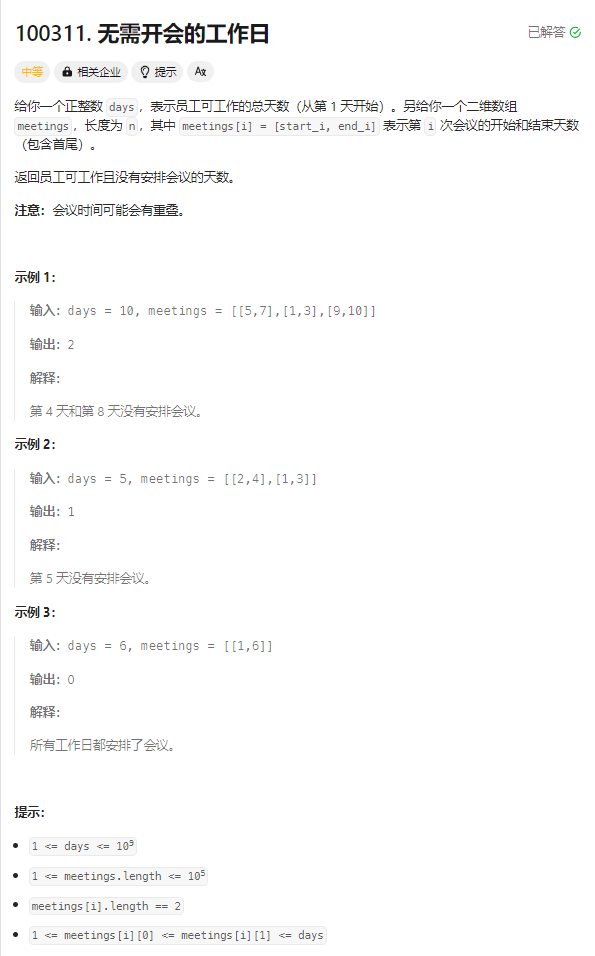 100311. 无需开会的工作日
已解答
中等 相关企业 提示 Aあ
给你一个正整数 days，表示员工可工作的总天数（从第 1 天开始）。另给你一个二维数组
meetings，长度为 n，其中 meetings[i] = [start_i, end_i] 表示第 i 次会议的开始和结束天数
（包含首尾）。
返回员工可工作且没有安排会议的天数。
注意：会议时间可能会有重叠。
示例 1：
输入：days = 10, meetings = [[5,7],[1,3],[9,10]]
输出：2
解释：
第 4 天和第 8 天没有安排会议。
示例 2：
输入：days = 5, meetings = [[2,4],[1,3]]
输出：1
解释：
第 5 天没有安排会议。
示例 3：
输入：days = 6, meetings = [[1,6]]
输出：0
解释：
所有工作日都安排了会议。
提示：
1 <= days <= 10⁹
1 <= meetings.length <= 10⁵
meetings[i].length == 2
1 <= meetings[i][0] <= meetings[i][1] <= days